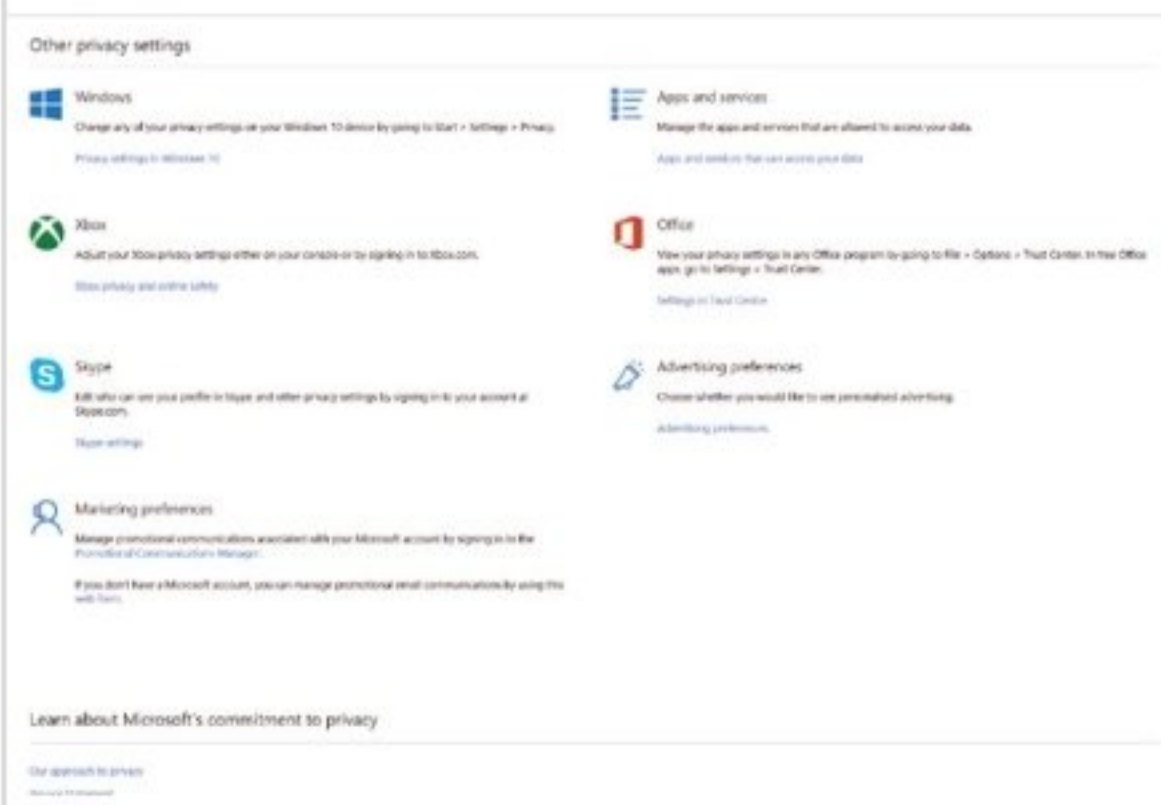 Other privacy settings
Windows
Change any of your privacy settings on your Windows 10 device by going to Start > Settings > Privacy.
Privacy settings in Windows 10
Apps and services
Manage the apps and services that are allowed to access your data.
Apps and services that can access your data
Xbox
Adjust your Xbox privacy settings either on your console or by signing in to Xbox.com.
Xbox privacy and online safety
Office
View your privacy settings in any Office program by going to File > Options > Trust Center. In free Office
apps, go to Settings > Trust Center.
Settings in Trust Centre
Skype
Edit who can see your profile in Skype and other privacy settings by signing in to your account at
Skype.com.
Skype settings
Advertising preferences
Choose whether you would like to see personalised advertising.
Advertising preferences
Marketing preferences
Manage promotional communications associated with your Microsoft account by signing in to the
Promotional Communications Manager.
If you don't have a Microsoft account, you can manage promotional email communications by using this
web form.
Learn about Microsoft's commitment to privacy
Our approach to privacy